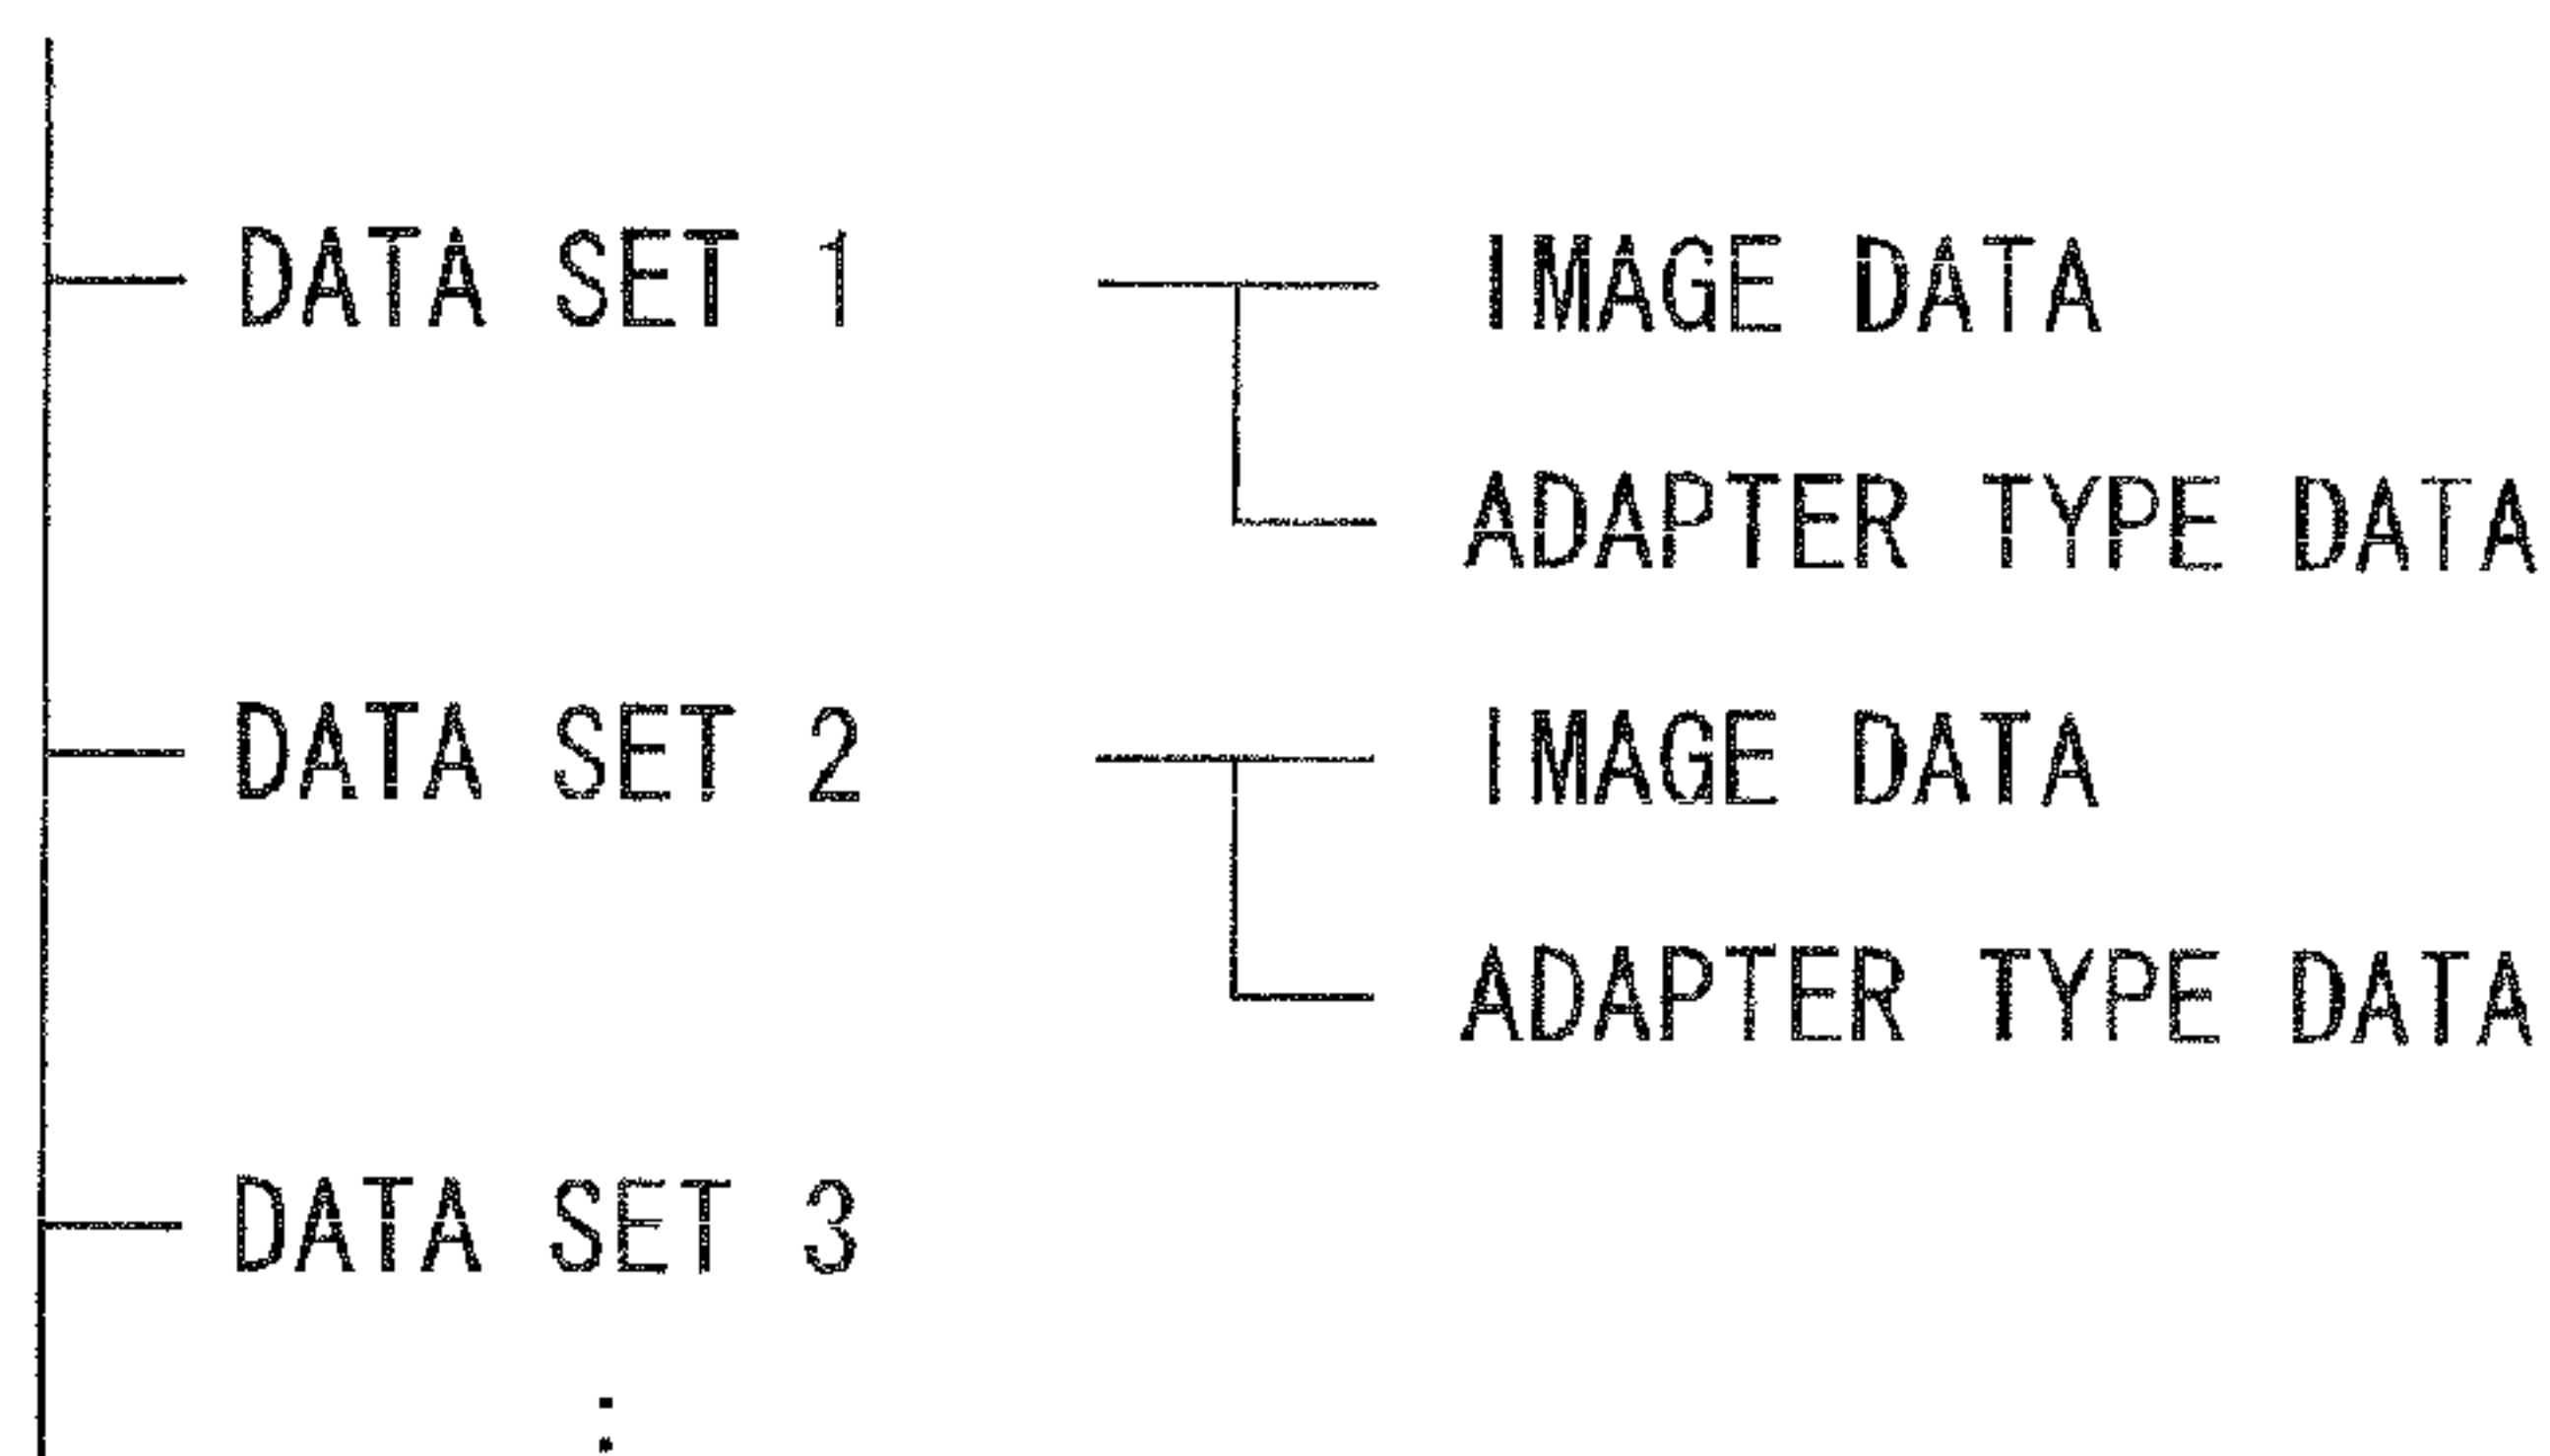 DATA SET 1 IMAGE DATA
ADAPTER TYPE DATA
DATA SET 2 IMAGE DATA
ADAPTER TYPE DATA
DATA SET 3